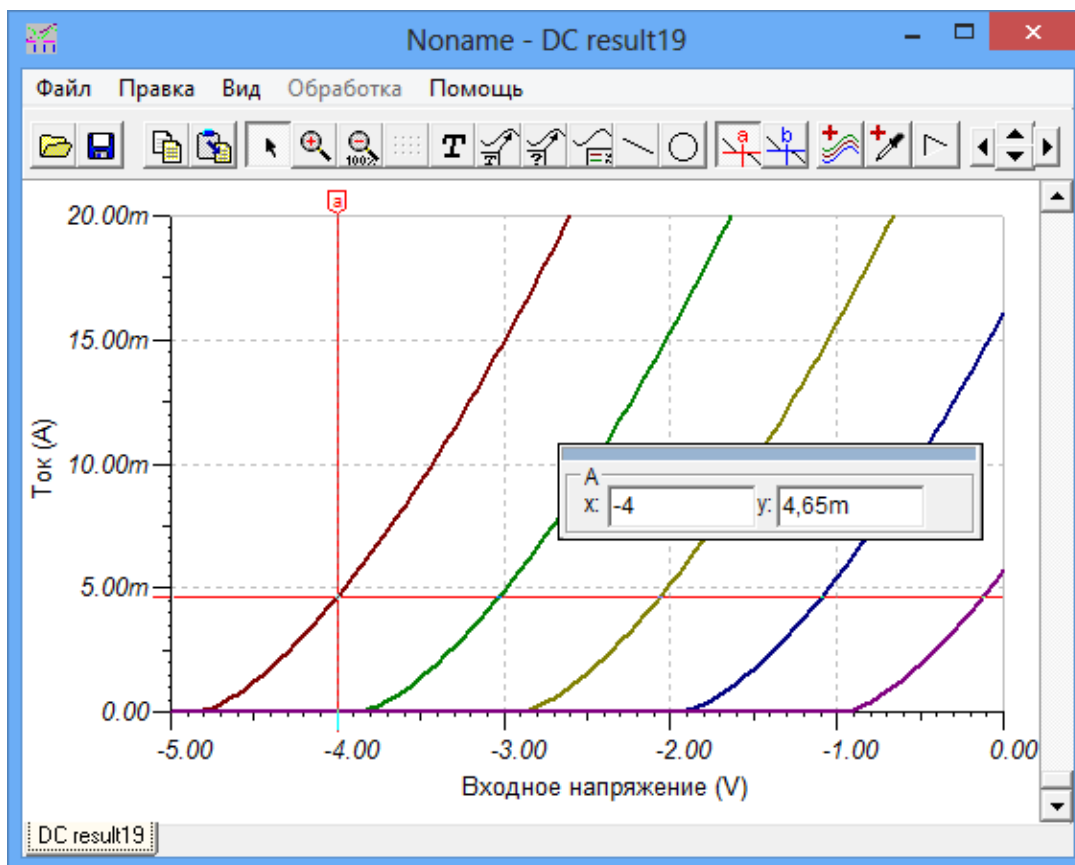 Noname - DC result19
Файл Правка Вид Обработка Помощь
100% T T ? a b
a
20.00m
15.00m
10.00m
5.00m
0.00
Ток (A)
A
x: -4 y: 4,65m
-5.00 -4.00 -3.00 -2.00 -1.00 0.00
Входное напряжение (V)
DC result19